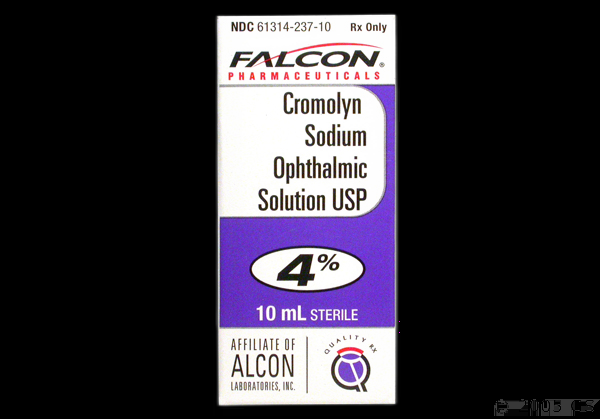 NDC 61314-237-10 Rx Only
FALCON®
PHARMACEUTICALS
Cromolyn
Sodium
Ophthalmic
Solution USP
4%
10 mL STERILE
AFFILIATE OF
ALCON
LABORATORIES, INC.
QUALITY RX